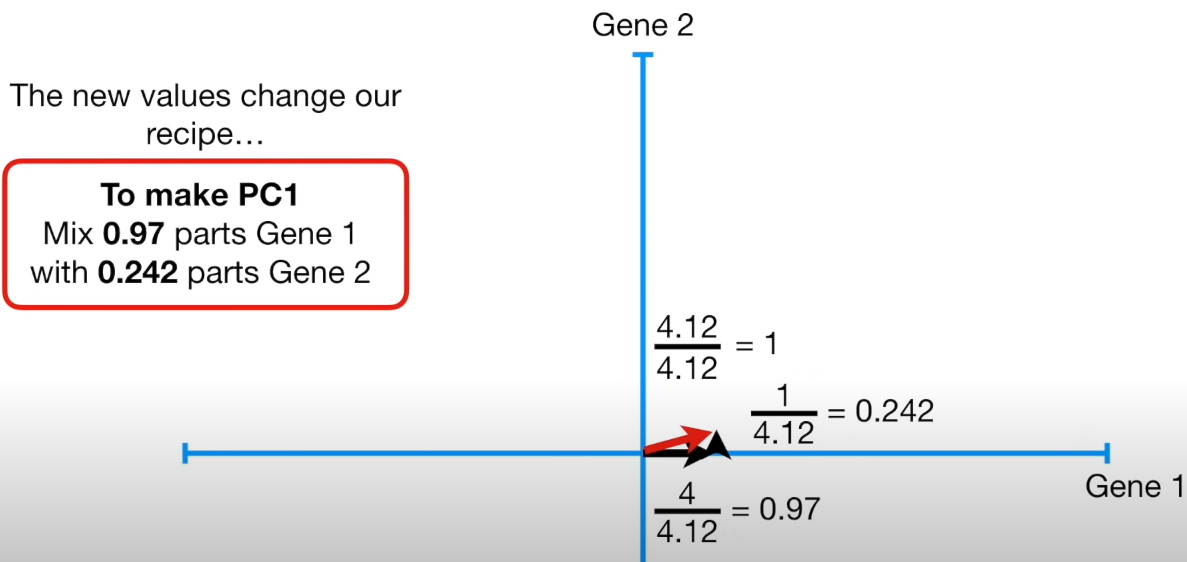 Gene 2
The new values change our
recipe…
To make PC1
Mix 0.97 parts Gene 1
with 0.242 parts Gene 2
4.12
4.12
= 1
1
4.12
= 0.242
Gene 1
4
4.12
= 0.97